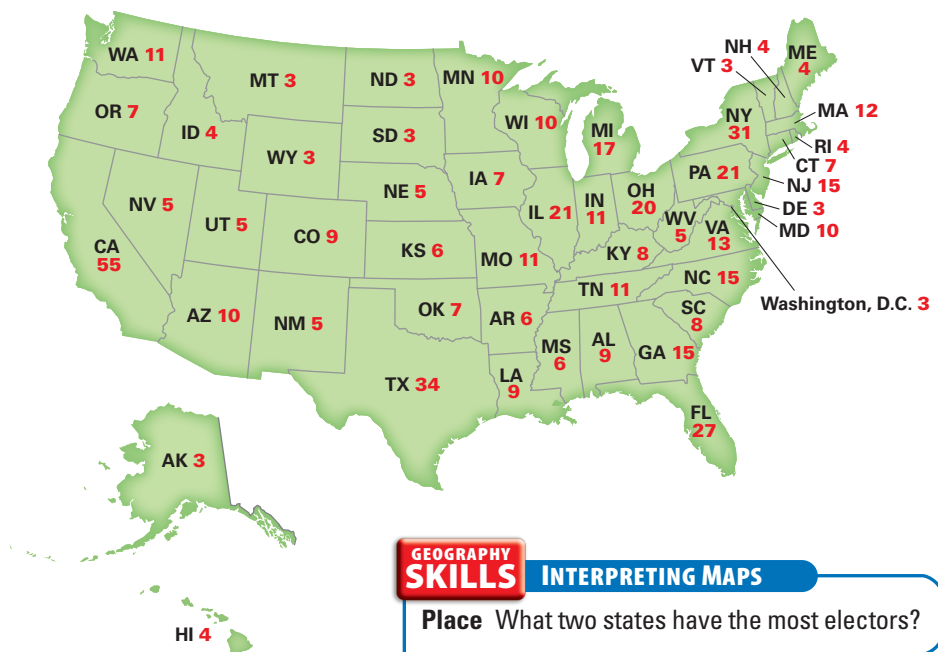 NH 4
ME
4
VT 3
WA 11
MT 3
ND 3
MN 10
OR 7
ID 4
SD 3
WI 10
MI
17
NY
31
MA 12
RI 4
CT 7
WY 3
NE 5
IA 7
PA 21
NJ 15
DE 3
MD 10
NV 5
UT 5
CO 9
IL 21
IN
11
OH
20
WV
5
VA
13
CA
55
KS 6
MO 11
KY 8
NC 15
Washington, D.C. 3
AZ 10
NM 5
OK 7
AR 6
TN 11
SC
8
MS
6
AL
9
GA 15
TX 34
LA
9
FL
27
AK 3
HI 4
GEOGRAPHY
SKILLS INTERPRETING MAPS
Place What two states have the most electors?